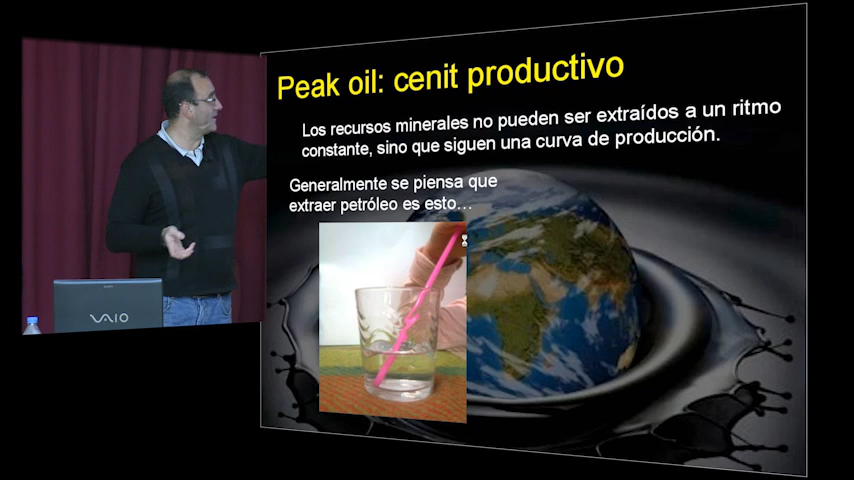 Peak oil: cenit productivo
Los recursos minerales no pueden ser extraídos a un ritmo
constante, sino que siguen una curva de producción.
Generalmente se piensa que
extraer petróleo es esto…
VAIO